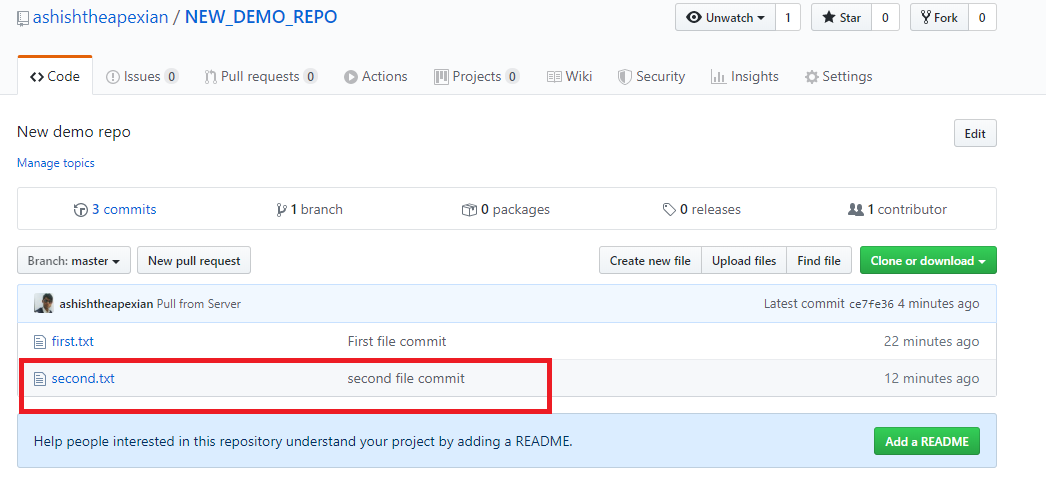 ashishtheapexian / NEW_DEMO_REPO Unwatch 1 Star 0 Fork 0
Code Issues 0 Pull requests 0 Actions Projects 0 Wiki Security Insights Settings
New demo repo Edit
Manage topics
3 commits 1 branch 0 packages 0 releases 1 contributor
Branch: master New pull request Create new file Upload files Find file Clone or download
ashishtheapexian Pull from Server Latest commit ce7fe36 4 minutes ago
first.txt First file commit 22 minutes ago
second.txt second file commit 12 minutes ago
Help people interested in this repository understand your project by adding a README. Add a README